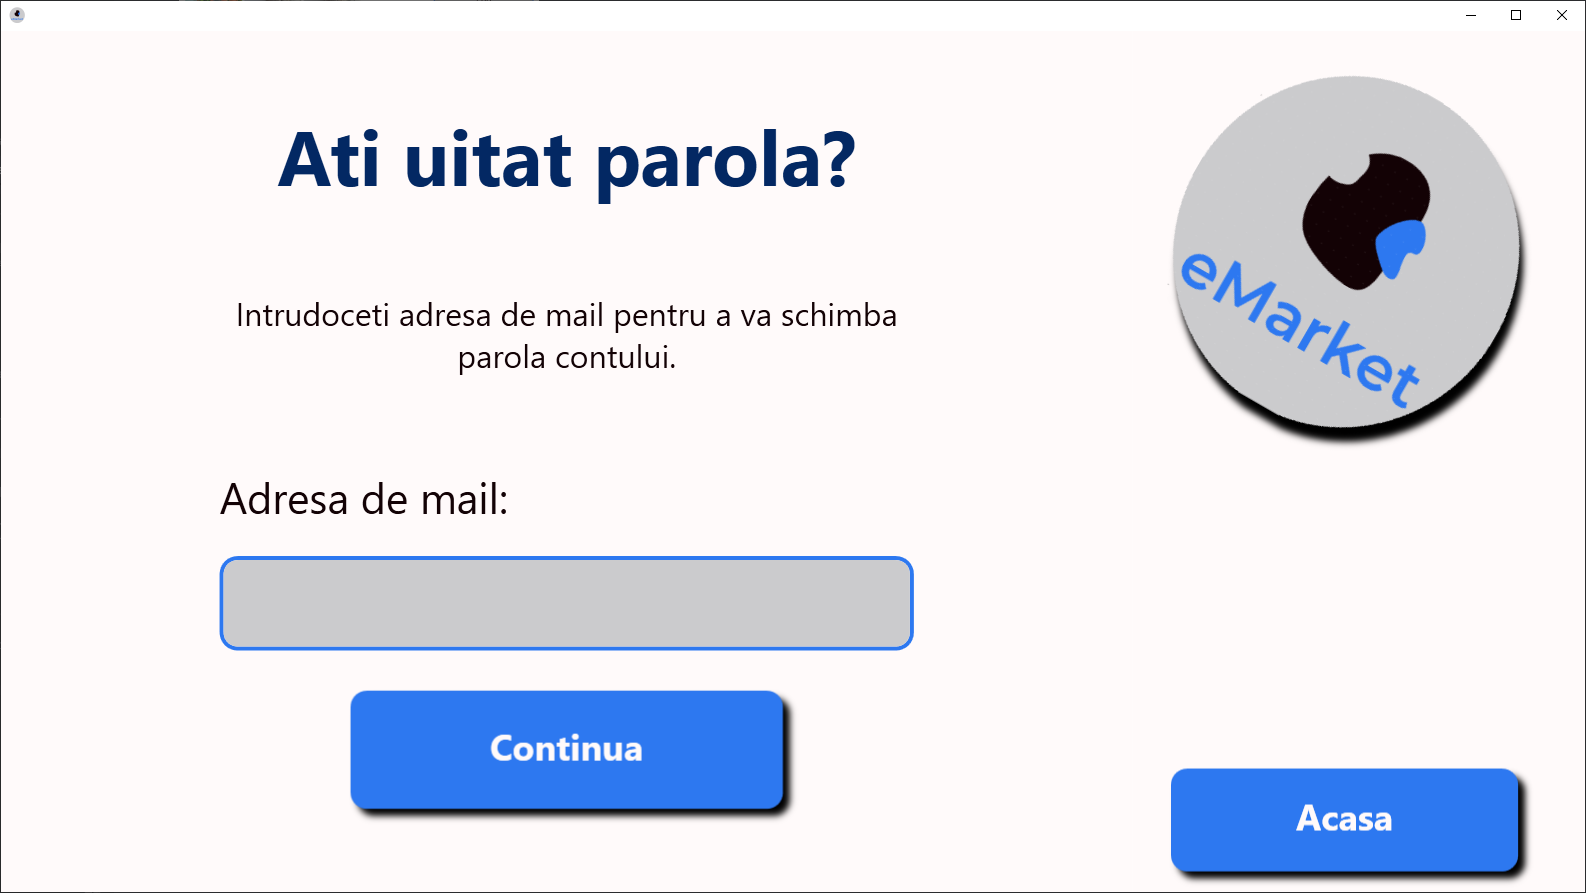 Ati uitat parola?
Intrudoceti adresa de mail pentru a va schimba
parola contului.
Adresa de mail:
Continua
eMarket
Acasa